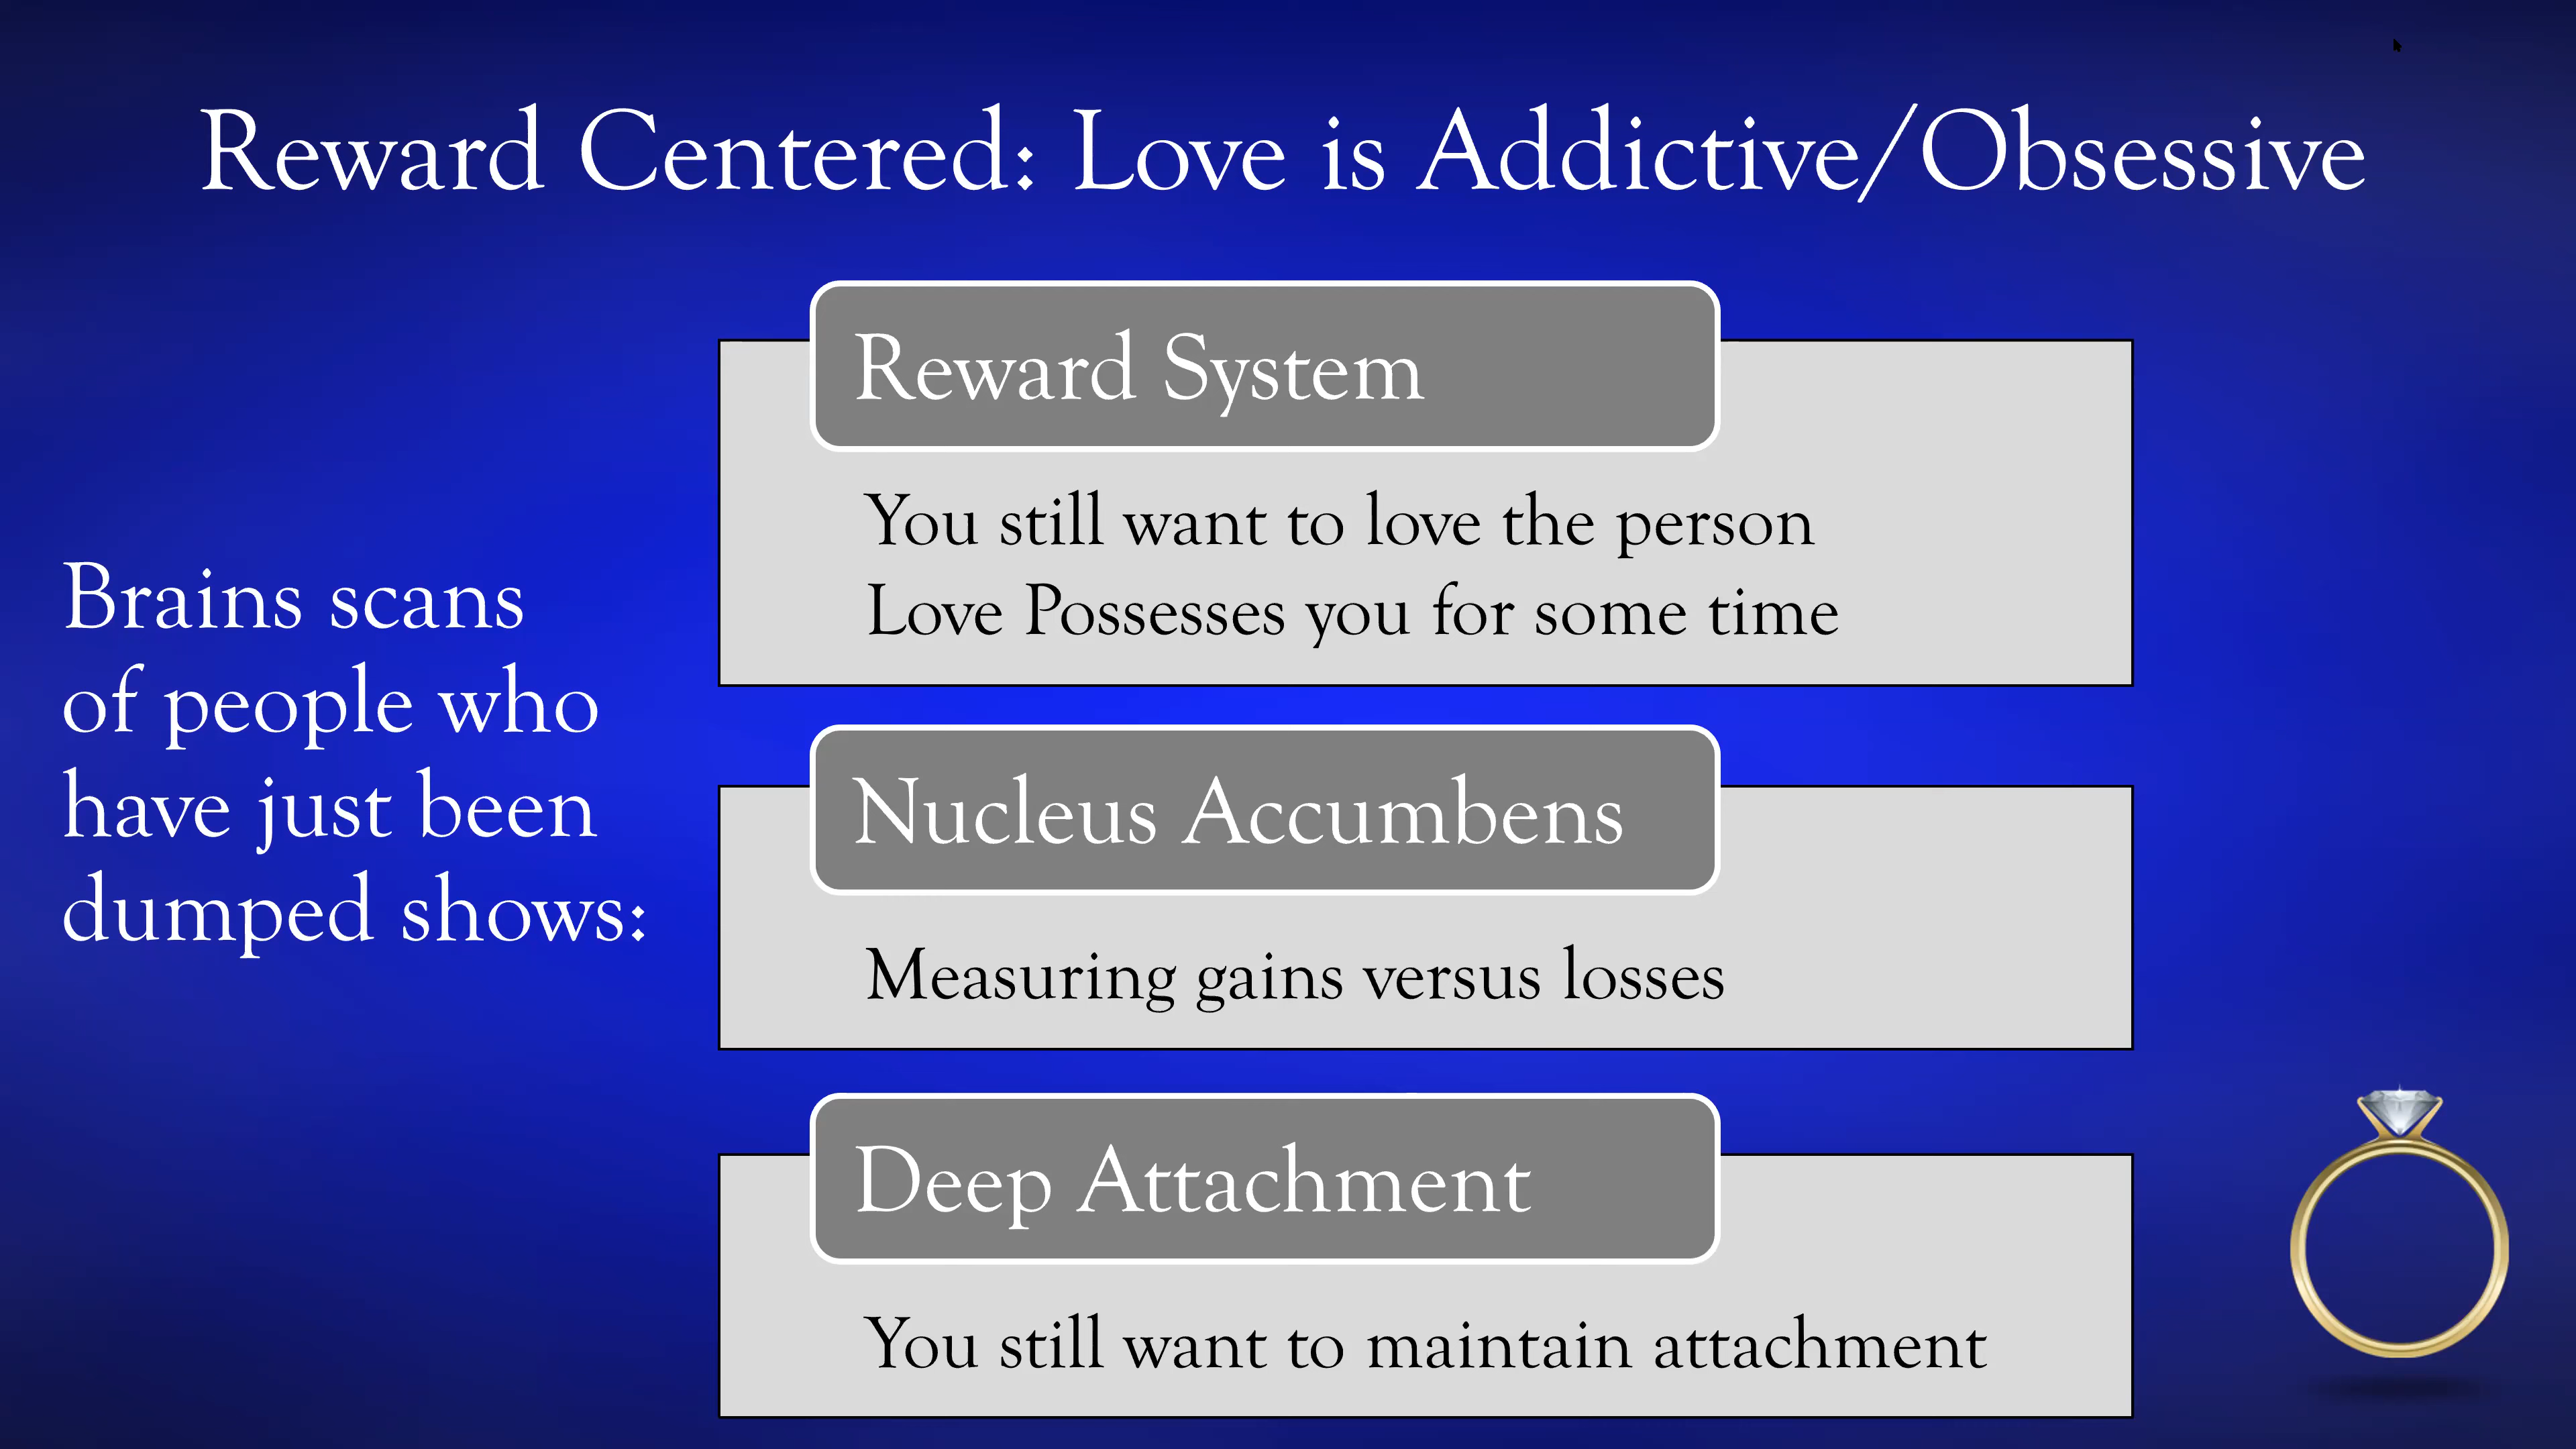 Reward Centered: Love is Addictive/Obsessive
Brains scans
of people who
have just been
dumped shows:
Reward System
You still want to love the person
Love Possesses you for some time
Nucleus Accumbens
Measuring gains versus losses
Deep Attachment
You still want to maintain attachment